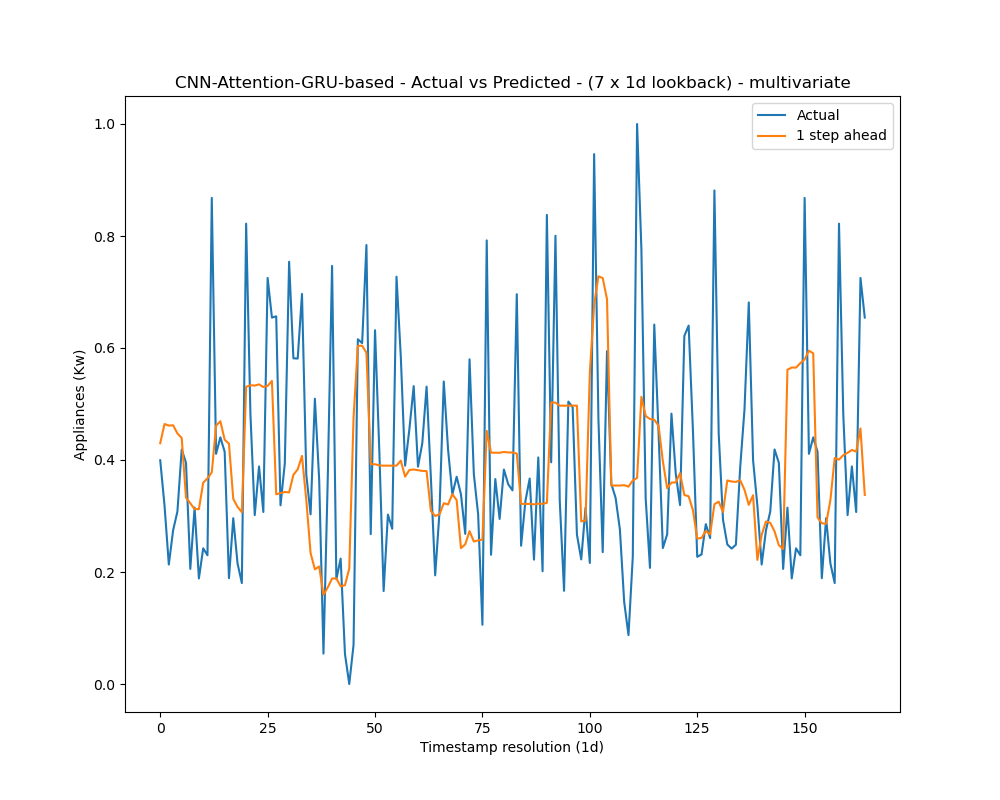 CNN-Attention-GRU-based - Actual vs Predicted - (7 x 1d lookback) - multivariate
Actual
1 step ahead
1.0
0.8
0.6
0.4
0.2
0.0
Appliances (Kw)
0
25
50
75
100
125
150
Timestamp resolution (1d)